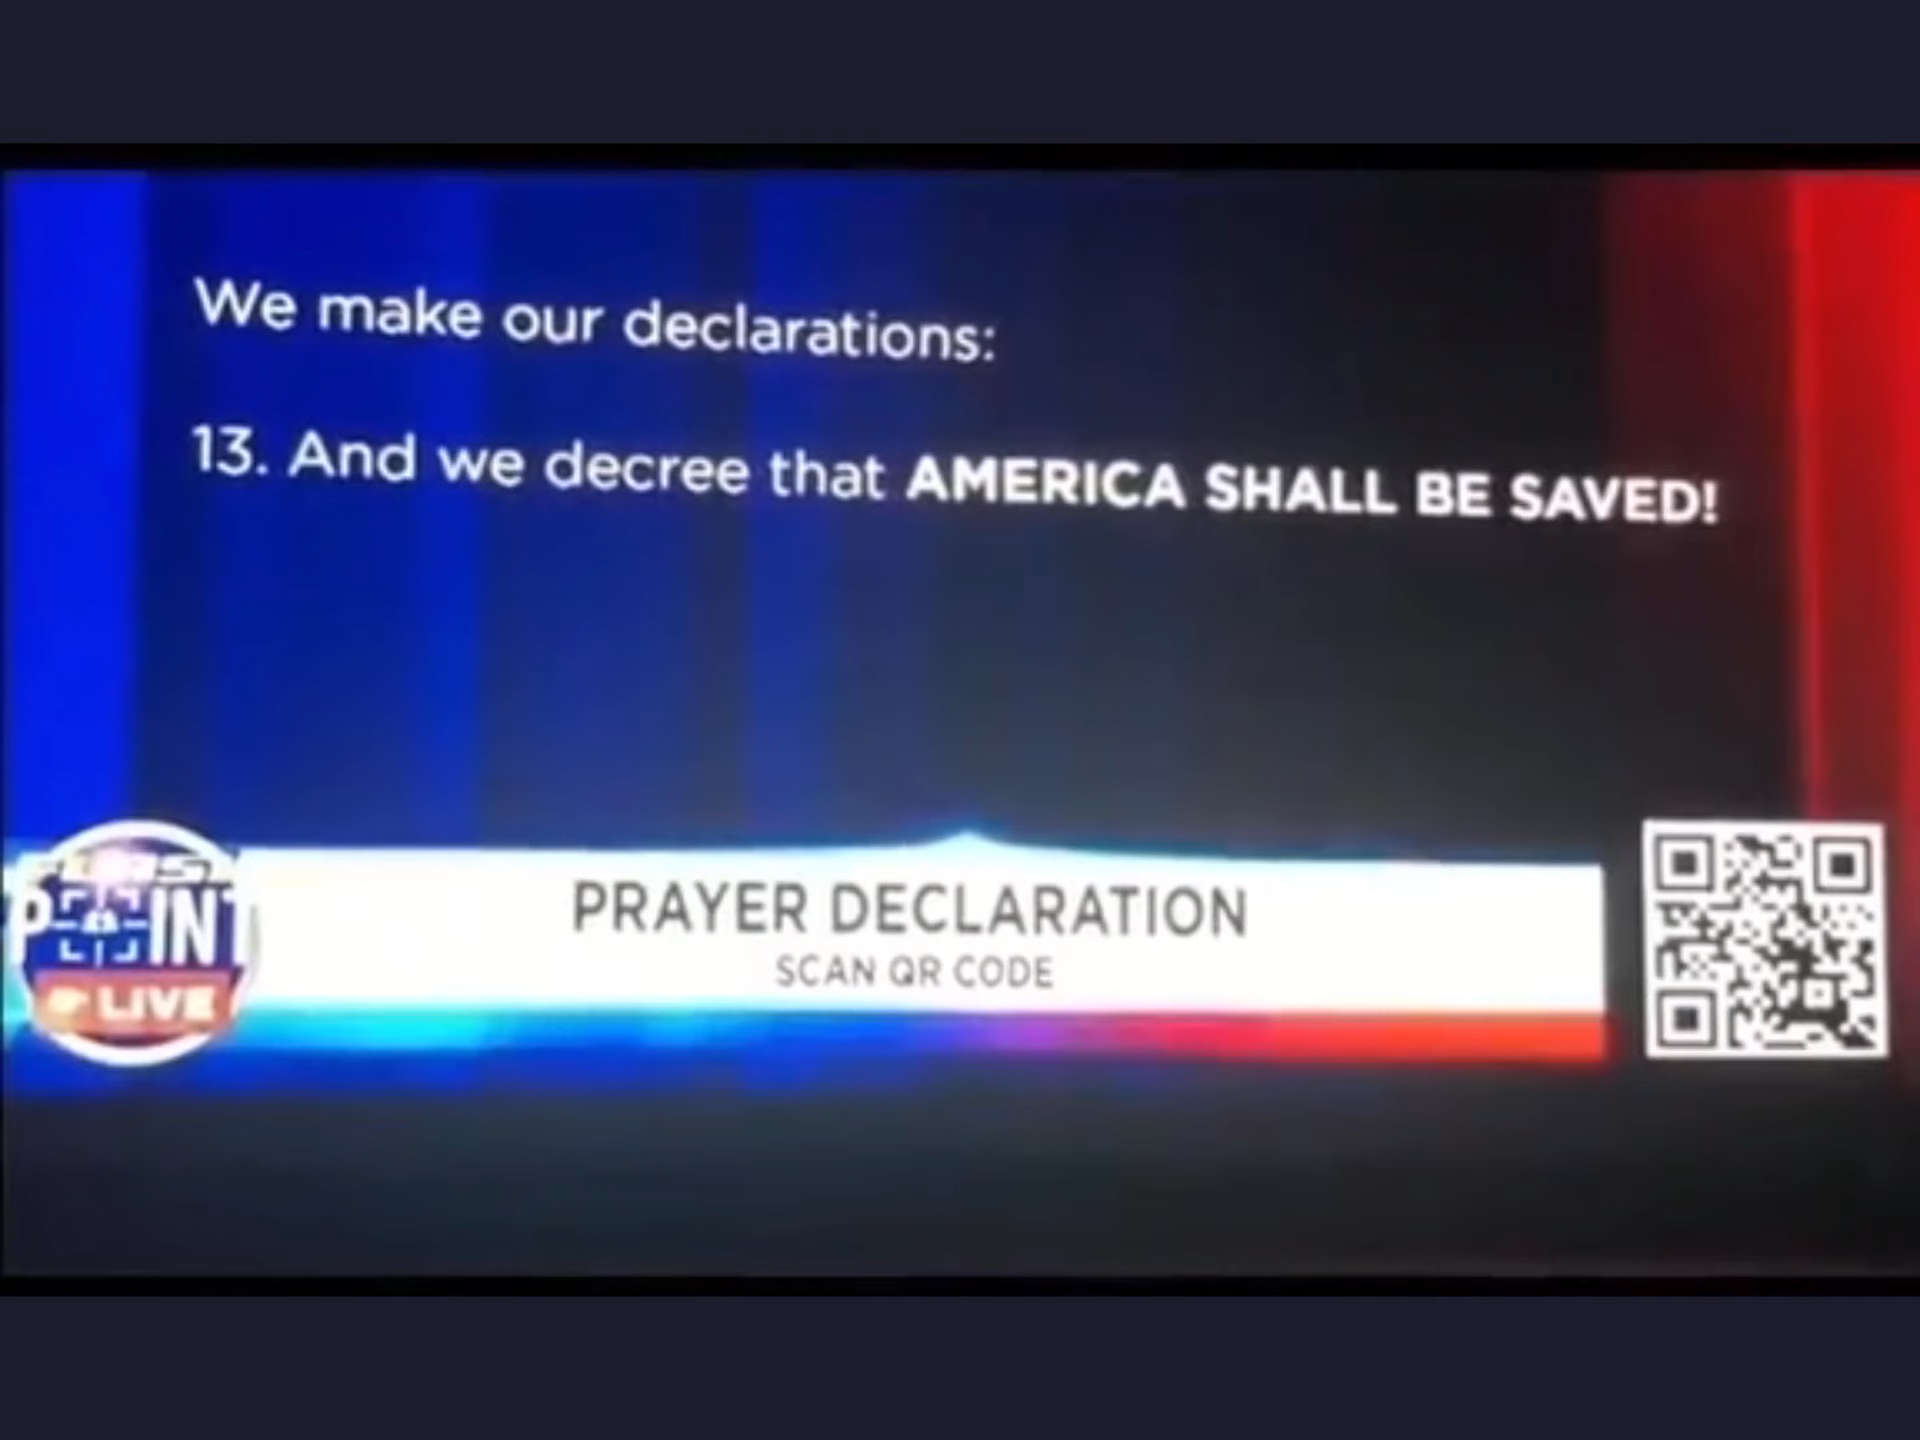 We make our declarations:
13. And we decree that AMERICA SHALL BE SAVED!
PRAYER DECLARATION
SCAN QR CODE
P INT
LIVE